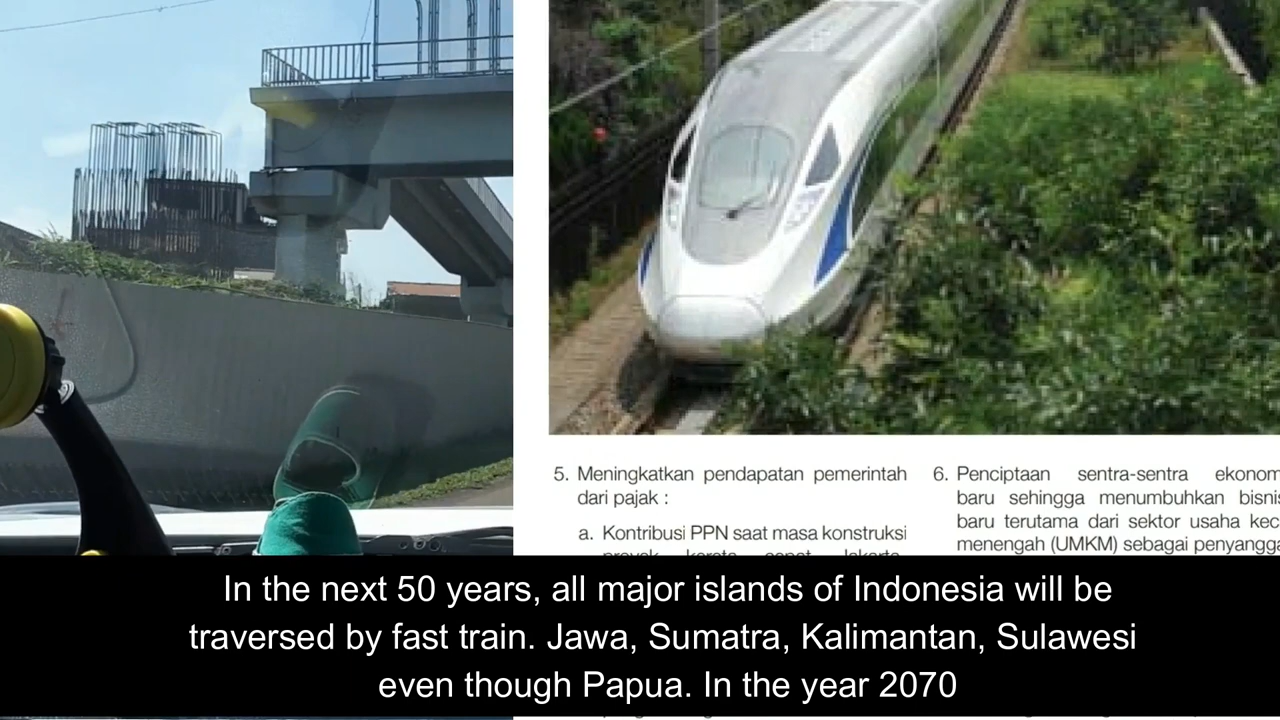 5. Meningkatkan pendapatan pemerintah
dari pajak :
a. Kontribusi PPN saat masa konstruksi
6. Penciptaan sentra-sentra ekonom
baru sehingga menumbuhkan bisnis
baru terutama dari sektor usaha kec
menengah (UMKM) sebagai penyangga
In the next 50 years, all major islands of Indonesia will be
traversed by fast train. Jawa, Sumatra, Kalimantan, Sulawesi
even though Papua. In the year 2070